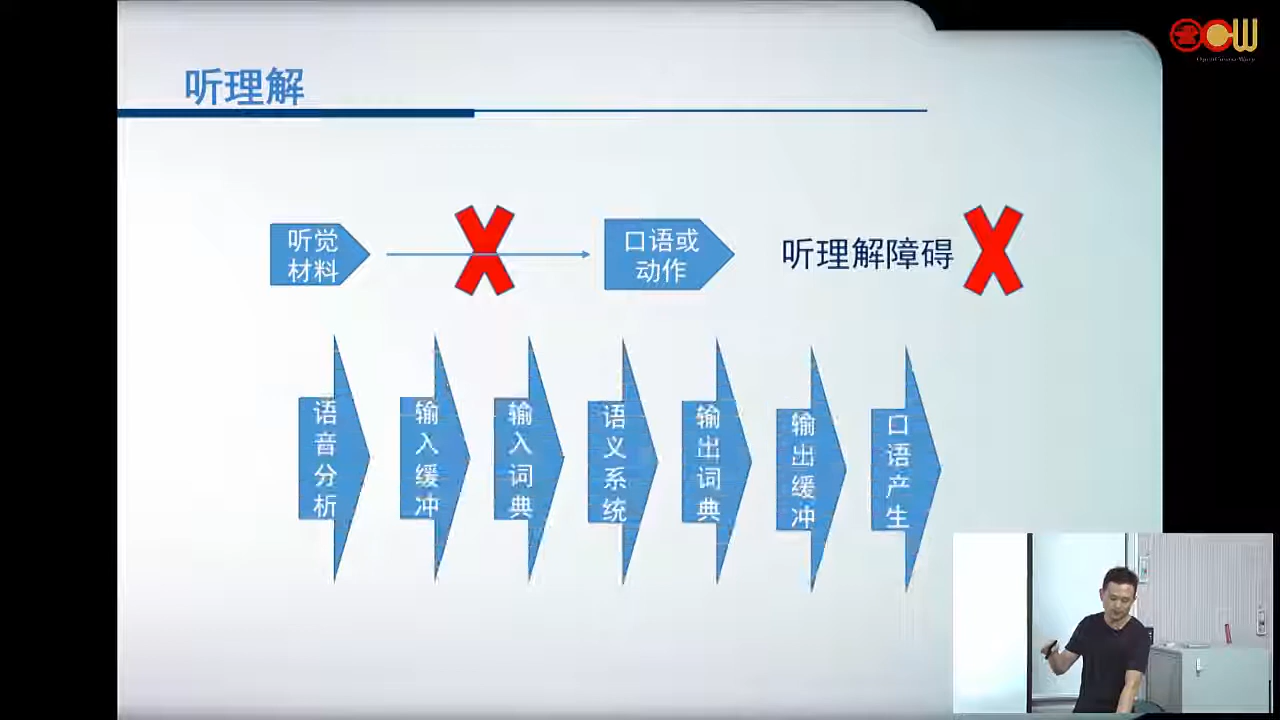 OCW
OpenCourseWare
听理解
听觉
材料
口语或
动作
听理解障碍
语音分析
输入缓冲
输入词典
语义系统
输出词典
输出缓冲
口语产生